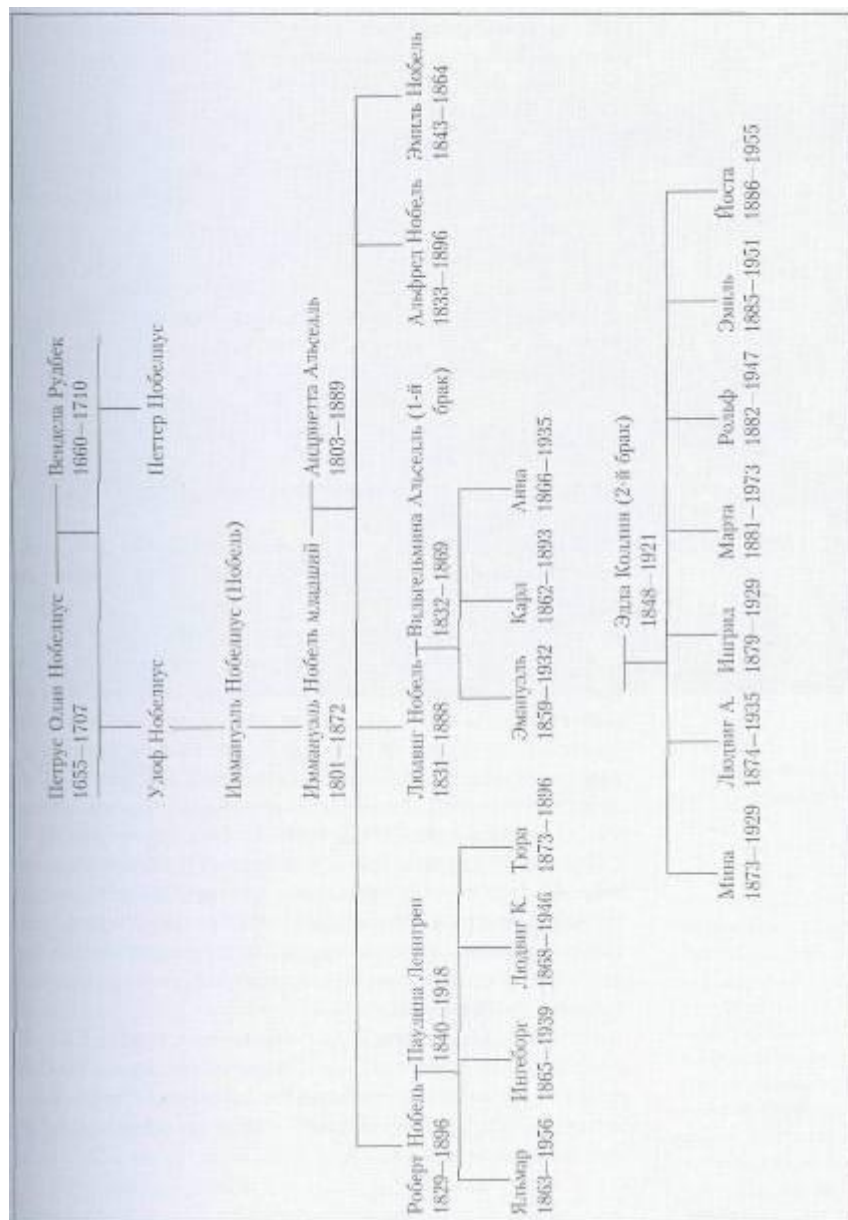 Петрус Олаи Нобелиус
1655—1707
Вендела Рудбек
1660—1710
Улоф Нобелиус
Петтер Нобелиус
Иммануэль Нобелиус (Нобель)
Иммануэль Нобель младший
1801—1872
Андриетта Альселль
1803—1889
Роберт Нобель
1829—1896
Паулина Леннгрен
1840—1918
Людвиг Нобель
1831—1888
Вильгельмина Альселль (1-й брак)
1832—1869
Альфред Нобель
1833—1896
Эмиль Нобель
1843—1864
Яльмар
1863—1956
Ингеборг
1865—1939
Людвиг К.
1868—1946
Тюра
1873—1896
Эмануэль
1859—1932
Карл
1862—1893
Анна
1866—1935
Эдла Коллин (2-й брак)
1848—1921
Мина
1873—1929
Людвиг А.
1874—1935
Ингрид
1879—1929
Марта
1881—1973
Рольф
1882—1947
Эмиль
1885—1951
Йоста
1886—1955